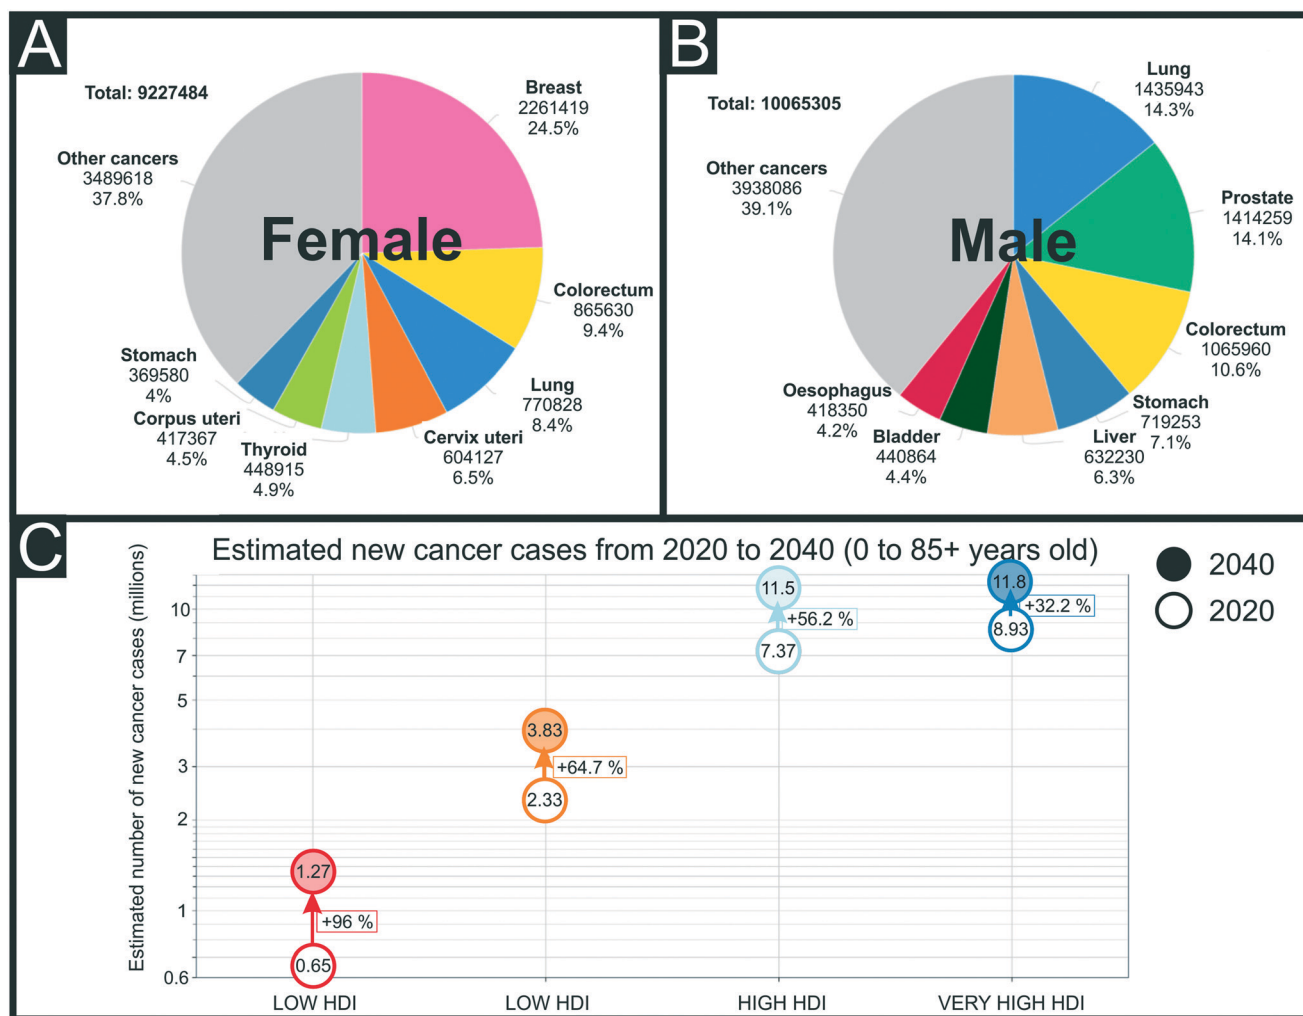 A
Total: 9227484
Breast
2261419
24.5%
Other cancers
3489618
37.8%
Female
Colorectum
865630
9.4%
Stomach
369580
4%
Lung
770828
8.4%
Corpus uteri
417367
4.5%
Thyroid
448915
4.9%
Cervix uteri
604127
6.5%
B
Total: 10065305
Lung
1435943
14.3%
Other cancers
3938086
39.1%
Prostate
1414259
14.1%
Male
Colorectum
1065960
10.6%
Oesophagus
418350
4.2%
Stomach
719253
7.1%
Bladder
440864
4.4%
Liver
632230
6.3%
C
Estimated new cancer cases from 2020 to 2040 (0 to 85+ years old)
2040
2020
Estimated number of new cancer cases (millions)
10
7
5
3
2
1
0.6
1.27
+96 %
0.65
3.83
+64.7 %
2.33
11.5
+56.2 %
7.37
11.8
+32.2 %
8.93
LOW HDI
LOW HDI
HIGH HDI
VERY HIGH HDI